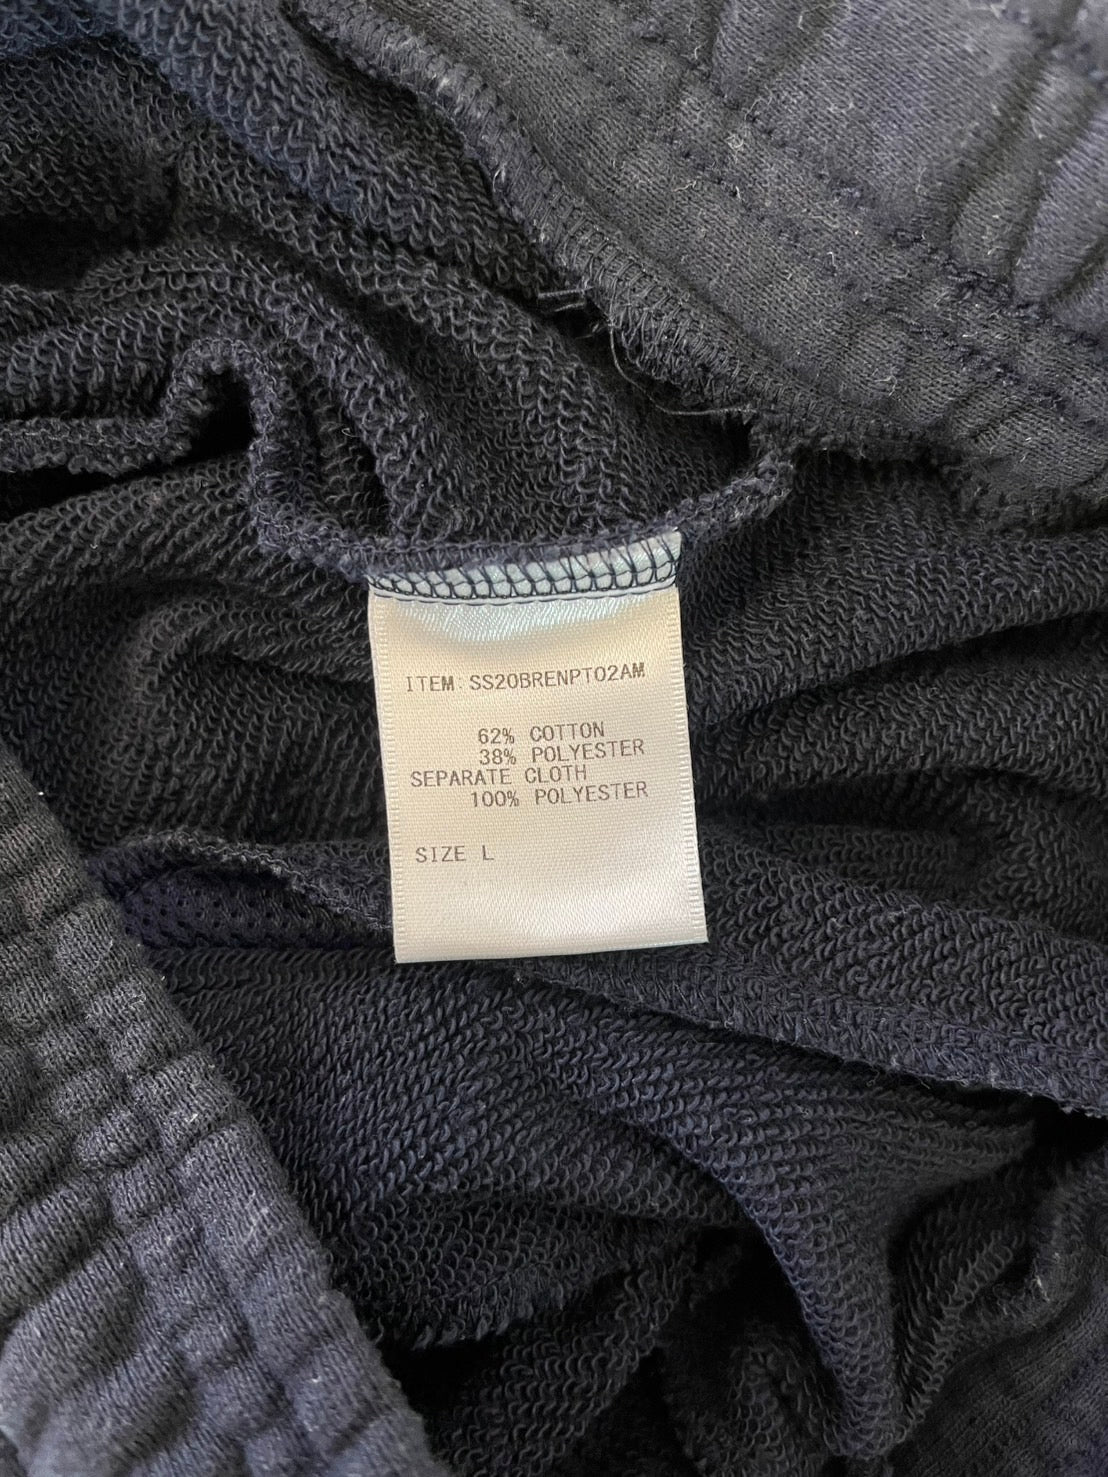 ITEM SS20BRENPT02AM
62% COTTON
38% POLYESTER
SEPARATE CLOTH
100% POLYESTER
SIZE L